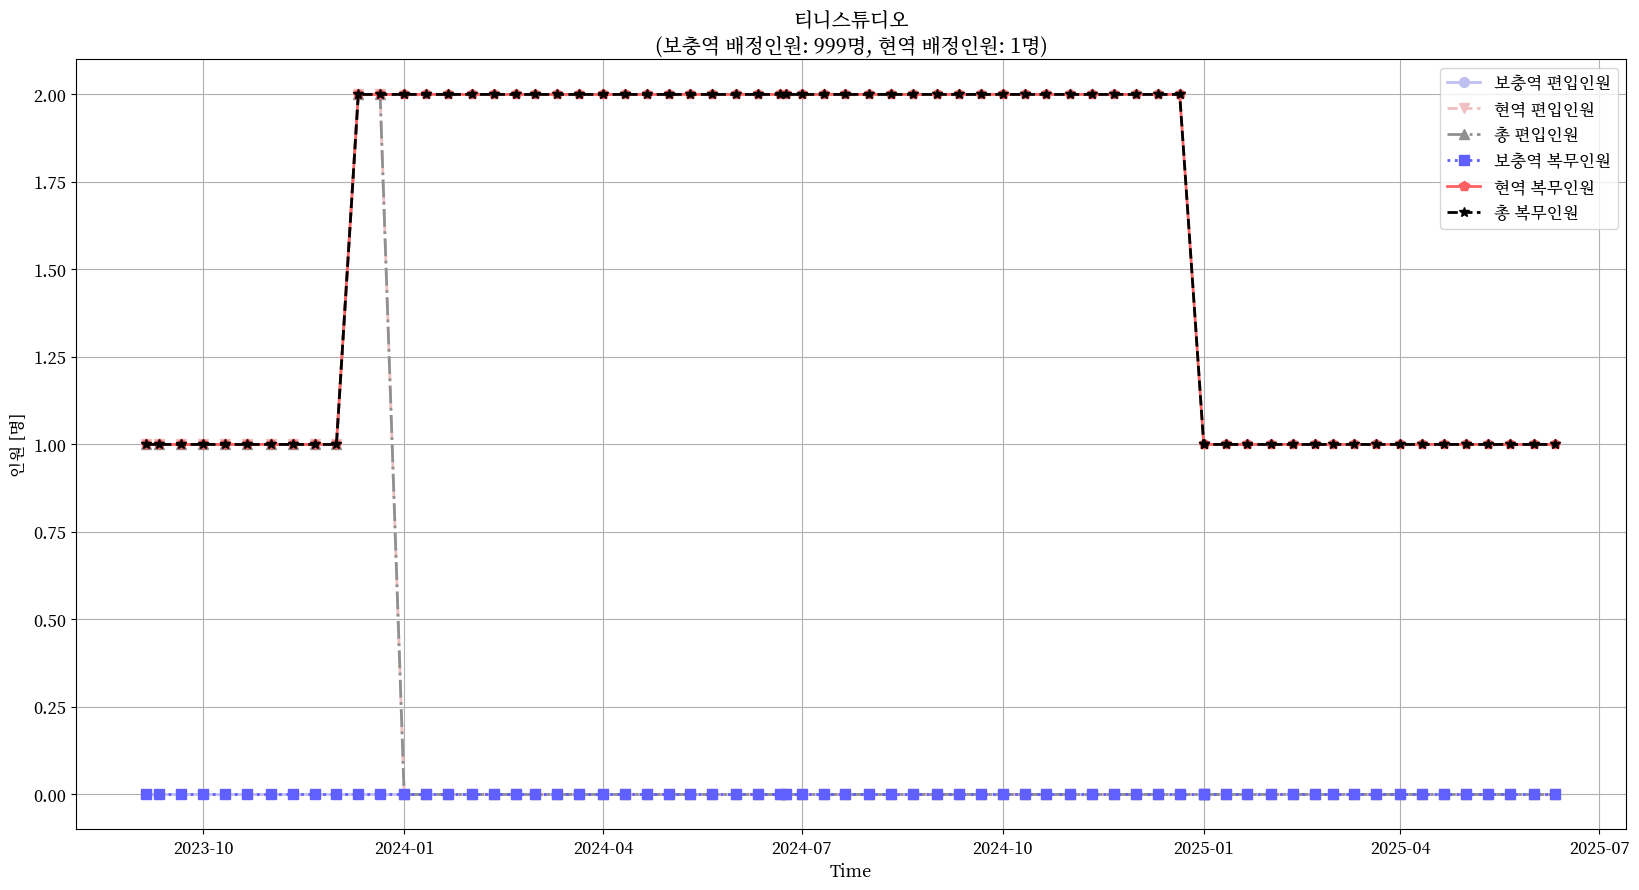 티니스튜디오
(보충역 배정인원: 999명, 현역 배정인원: 1명)
보충역 편입인원
현역 편입인원
총 편입인원
보충역 복무인원
현역 복무인원
총 복무인원
인원 [명]
2.00
1.75
1.50
1.25
1.00
0.75
0.50
0.25
0.00
2023-10 2024-01 2024-04 2024-07 2024-10 2025-01 2025-04 2025-07
Time